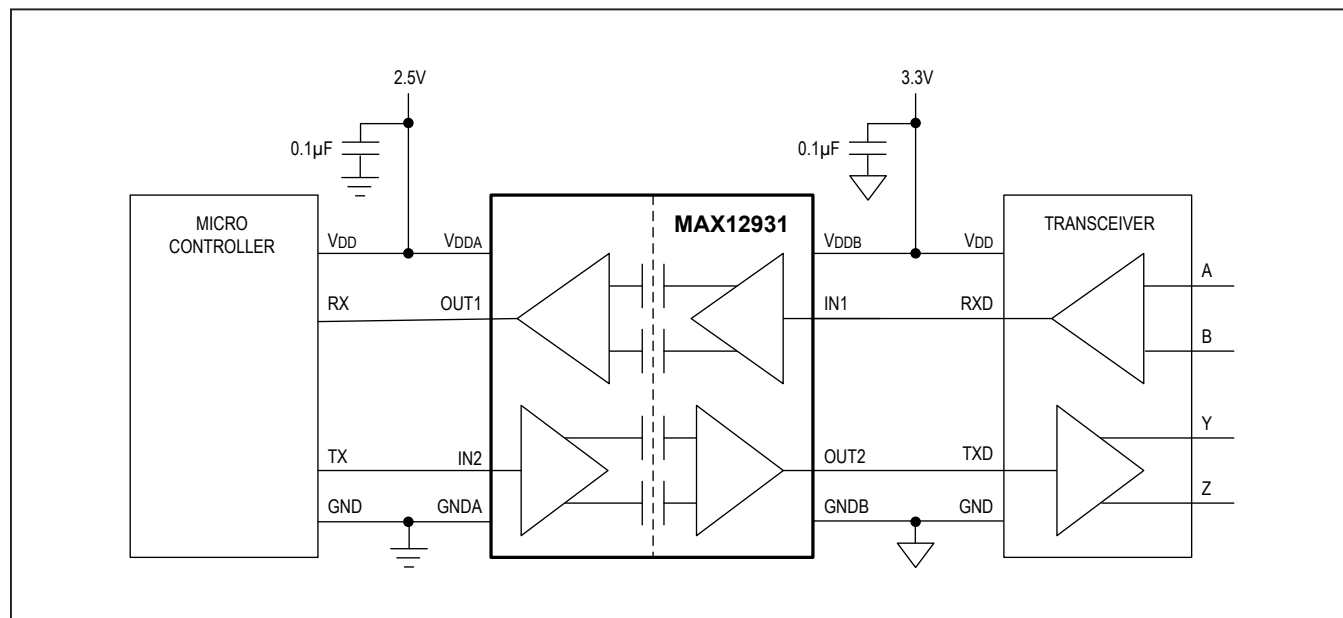 2.5V
3.3V
0.1µF
0.1µF
MICRO
CONTROLLER
MAX12931
TRANSCEIVER
VDD
VDDA
VDDB
VDD
A
RX
OUT1
IN1
RXD
B
Y
TX
IN2
OUT2
TXD
Z
GND
GNDA
GNDB
GND